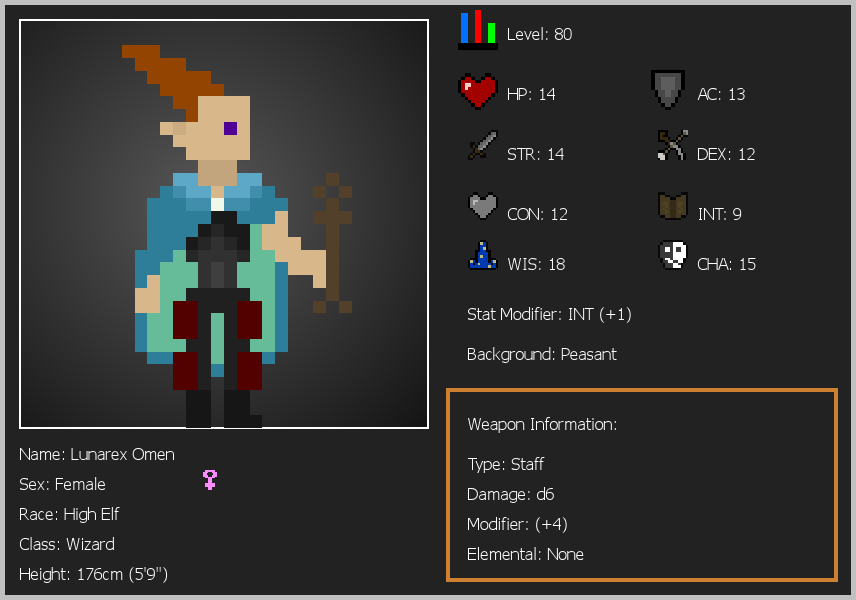 Level: 80
HP: 14
AC: 13
STR: 14
DEX: 12
CON: 12
INT: 9
WIS: 18
CHA: 15
Stat Modifier: INT (+1)
Background: Peasant
Weapon Information:
Type: Staff
Damage: d6
Modifier: (+4)
Elemental: None
Name: Lunarex Omen
Sex: Female
Race: High Elf
Class: Wizard
Height: 176cm (5'9")